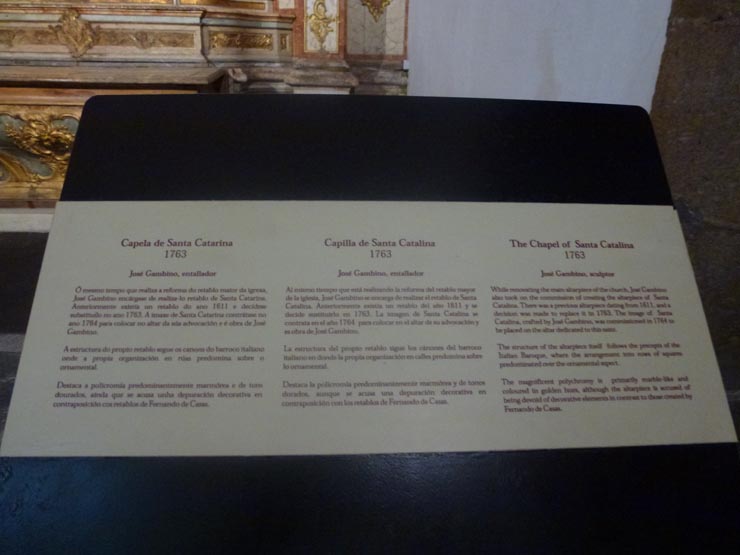 Capela de Santa Catarina
1763
José Gambino, entallador
Ó mesmo tempo que realiza a reforma do retablo maior da igrexa,
José Gambino encárgase de realiza-lo retablo de Santa Catarina.
Anteriormente existía un retablo do ano 1611 e decídese
substituílo no ano 1763. A imaxe de Santa Catarina contrátase no
ano 1764 para colocar no altar da súa advocación e é obra de José
Gambino.
A estructura do propio retablo segue os canons do barroco italiano
onde a propia organización en rúas predomina sobre o
ornamental.
Destaca a policromía predominantemente marmórea e de tons
dourados, aínda que se acusa unha depuración decorativa en
contraposición cos retablos de Fernando de Casas.
Capilla de Santa Catalina
1763
José Gambino, entallador
Al mismo tiempo que está realizando la reforma del retablo mayor
de la iglesia, José Gambino se encarga de realizar el retablo de Santa
Catalina. Anteriormente existía un retablo del año 1611 y se
decide sustituirlo en 1763. La imagen de Santa Catalina se
contrata en el año 1764 para colocar en el altar de su advocación y
es obra de José Gambino.
La estructura del propio retablo sigue los cánones del barroco
italiano en donde la propia organización en calles predomina sobre
lo ornamental.
Destaca la policromía predominantemente marmórea y de tonos
dorados, aunque se acusa una depuración decorativa en
contraposición con los retablos de Fernando de Casas.
The Chapel of Santa Catalina
1763
José Gambino, sculptor
While renovating the main altarpiece of the church, José Gambino
also took on the commission of creating the altarpiece of Santa
Catalina. There was a previous altarpiece dating from 1611, and a
decision was made to replace it in 1763. The image of Santa
Catalina, crafted by José Gambino, was commissioned in 1764 to
be placed on the altar dedicated to this saint.
The structure of the altarpiece itself follows the precepts of the
Italian Baroque, where the arrangement into rows of squares
predominated over the ornamental aspect.
The magnificent polychromy is primarily marble-like and
coloured in golden hues, although the altarpiece is accused of
being devoid of decorative elements in contrast to those created by
Fernando de Casas.